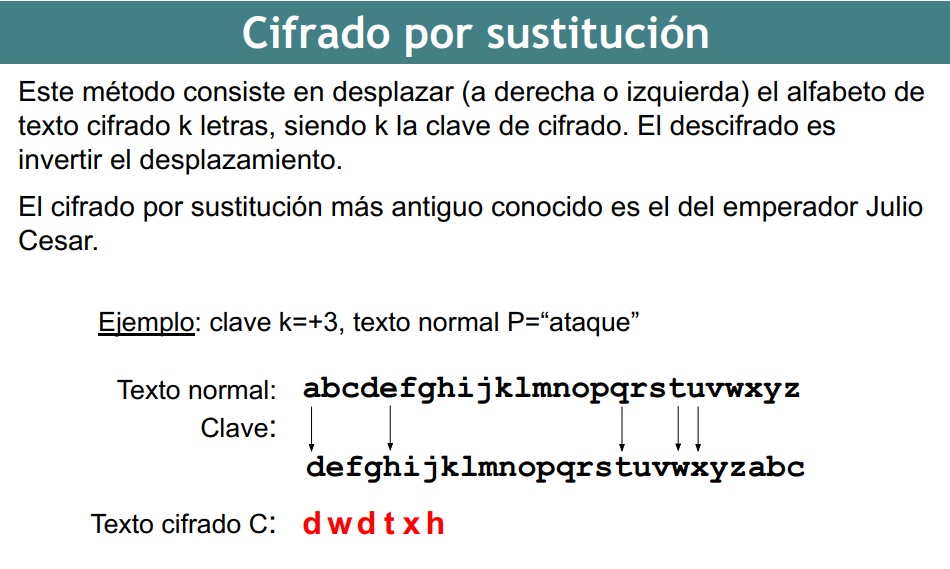 Cifrado por sustitución
Este método consiste en desplazar (a derecha o izquierda) el alfabeto de
texto cifrado k letras, siendo k la clave de cifrado. El descifrado es
invertir el desplazamiento.
El cifrado por sustitución más antiguo conocido es el del emperador Julio
Cesar.
Ejemplo: clave k=+3, texto normal P=“ataque”
Texto normal: abcdefghijklmnopqrstuvwxyz
Clave:
defghijklmnopqrstuvwxyzabc
Texto cifrado C: d w d t x h